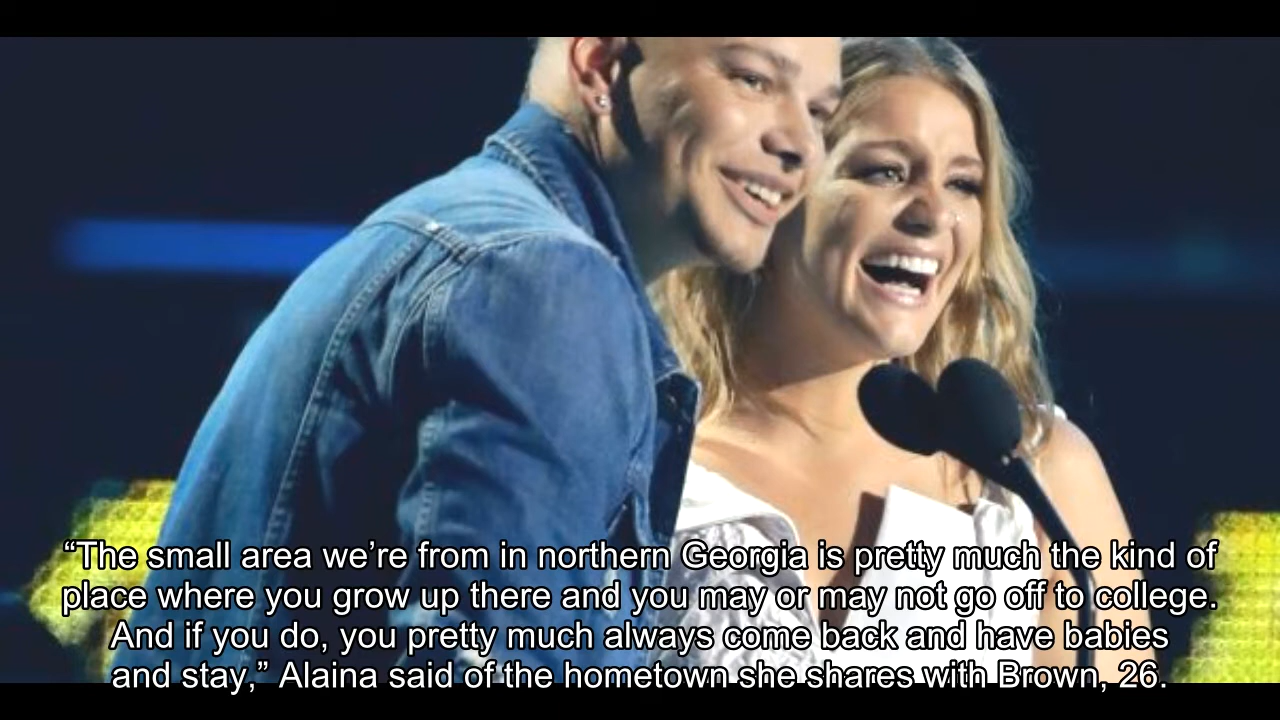 “The small area we’re from in northern Georgia is pretty much the kind of
place where you grow up there and you may or may not go off to college.
And if you do, you pretty much always come back and have babies
and stay,” Alaina said of the hometown she shares with Brown, 26.